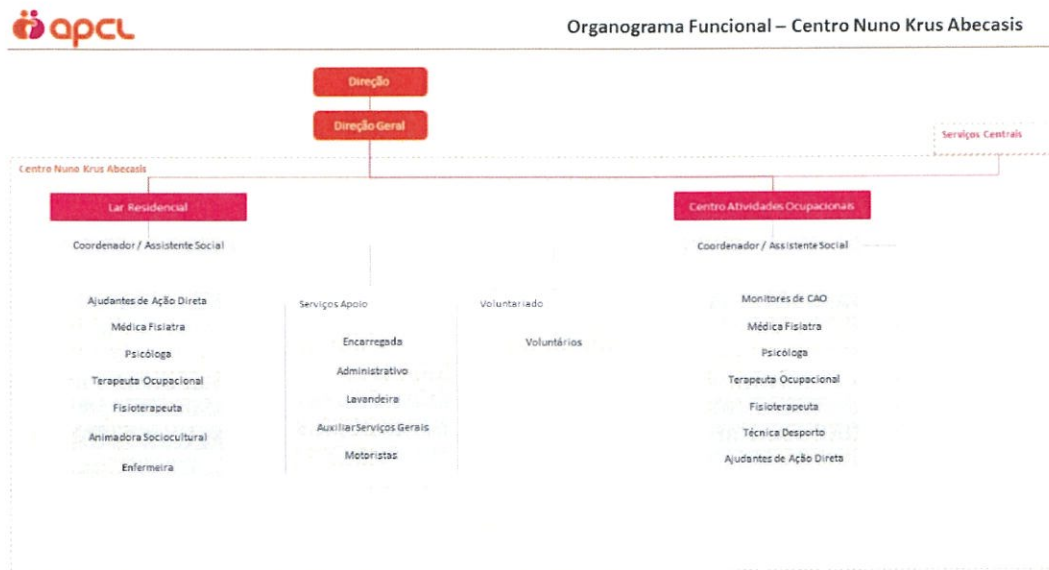 apcl
Organograma Funcional – Centro Nuno Krus Abecasis
Direção
Direção Geral
Serviços Centrais
Centro Nuno Krus Abecasis
Lar Residencial
Coordenador / Assistente Social
Ajudantes de Ação Direta
Médica Fisiatra
Psicóloga
Terapeuta Ocupacional
Fisioterapeuta
Animadora Sociocultural
Enfermeira
Serviços Apoio
Encarregada
Administrativo
Lavandeira
Auxiliar Serviços Gerais
Motoristas
Voluntariado
Voluntários
Centro Atividades Ocupacionais
Coordenador / Assistente Social
Monitores de CAO
Médica Fisiatra
Psicóloga
Terapeuta Ocupacional
Fisioterapeuta
Técnica Desporto
Ajudantes de Ação Direta